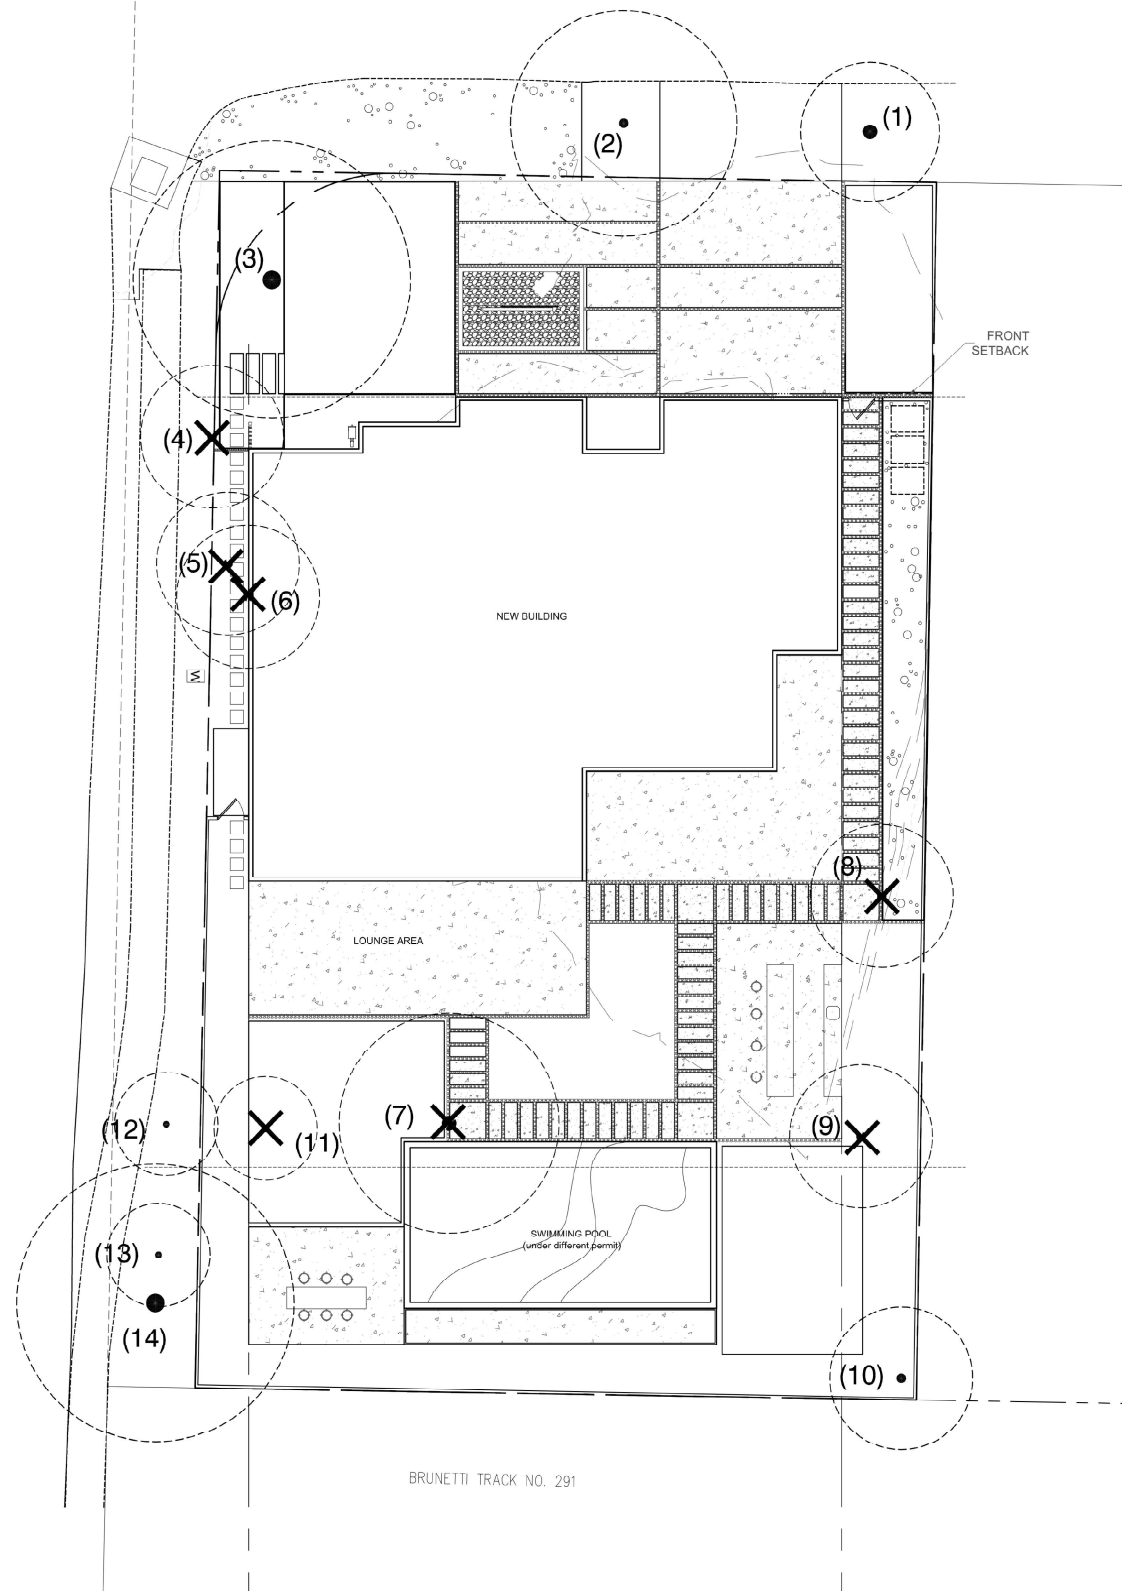 (1)
(2)
(3)
FRONT
SETBACK
(4)
(5)
(6)
NEW BUILDING
W
(8)
LOUNGE AREA
(7)
(12)
(11)
(9)
SWIMMING POOL
(under different permit)
(13)
(14)
(10)
BRUNETTI TRACK NO. 291